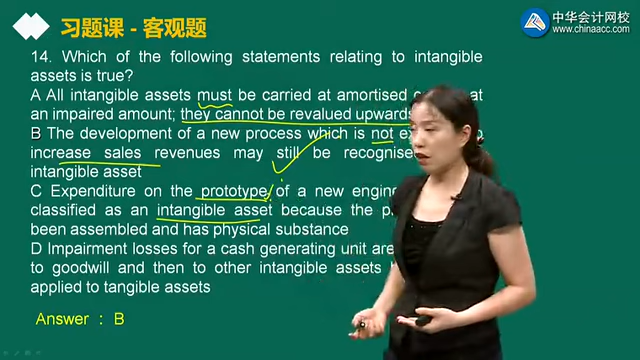 习题课 - 客观题
中华会计网校
www.chinaacc.com
14. Which of the following statements relating to intangible
assets is true?
A All intangible assets must be carried at amortised at
an impaired amount; they cannot be revalued upwards
B The development of a new process which is not
increase sales revenues may still be recognise
intangible asset
C Expenditure on the prototype of a new engin
classified as an intangible asset because the p
been assembled and has physical substance
D Impairment losses for a cash generating unit are
to goodwill and then to other intangible assets
applied to tangible assets
Answer : B